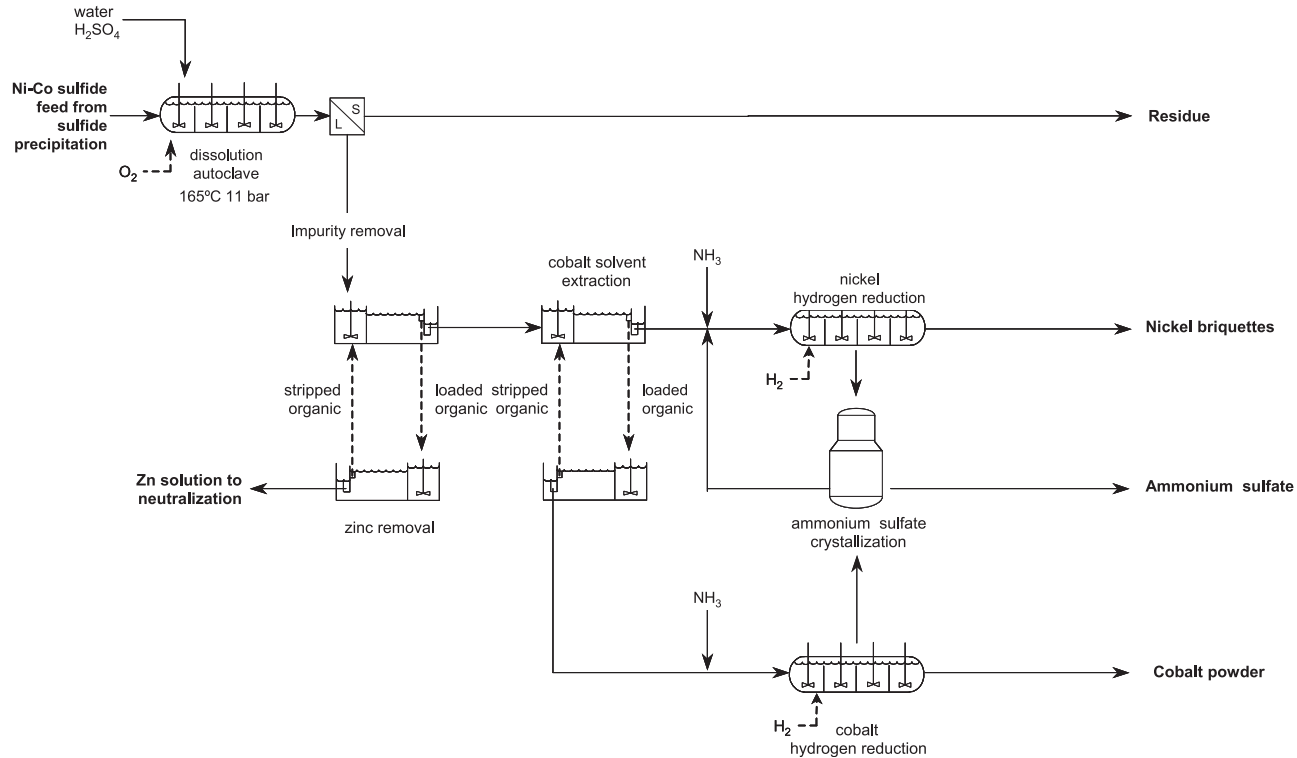 water
H₂SO₄
Ni-Co sulfide
feed from
sulfide
precipitation
O₂
dissolution
autoclave
165ºC 11 bar
L
S
Residue
Impurity removal
cobalt solvent
extraction
NH₃
nickel
hydrogen reduction
Nickel briquettes
H₂
stripped
organic
loaded
organic
stripped
organic
loaded
organic
Zn solution to
neutralization
zinc removal
Ammonium sulfate
ammonium sulfate
crystallization
NH₃
Cobalt powder
H₂
cobalt
hydrogen reduction